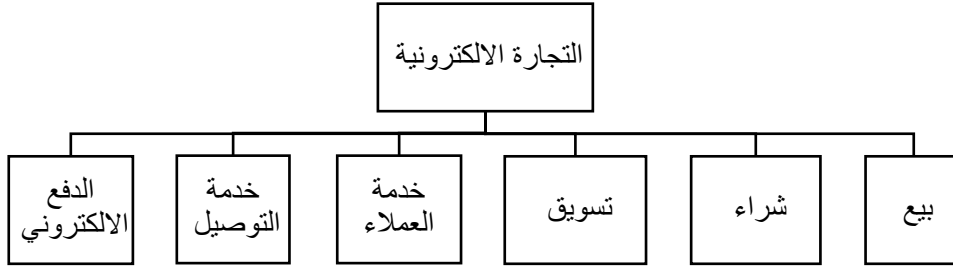 التجارة الالكترونية
بيع
شراء
تسويق
خدمة
العملاء
خدمة
التوصيل
الدفع
الالكتروني